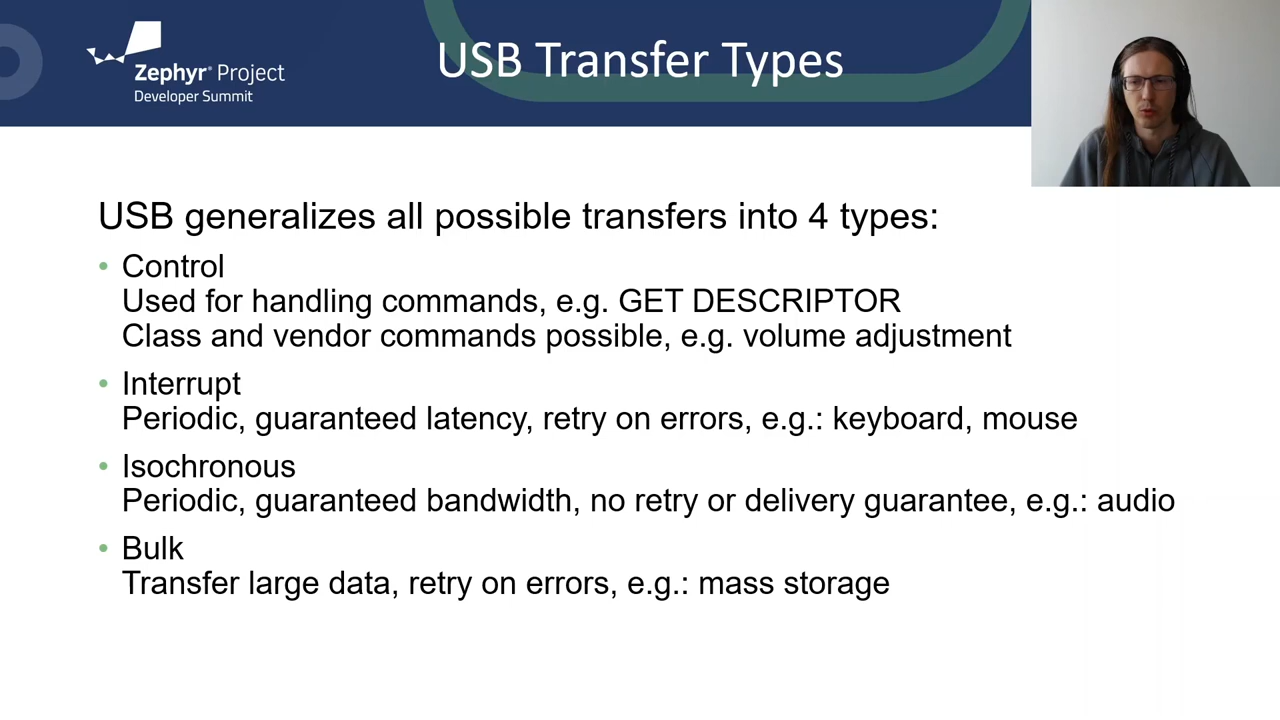 Zephyr® Project
Developer Summit
USB Transfer Types
USB generalizes all possible transfers into 4 types:
• Control
Used for handling commands, e.g. GET DESCRIPTOR
Class and vendor commands possible, e.g. volume adjustment
• Interrupt
Periodic, guaranteed latency, retry on errors, e.g.: keyboard, mouse
• Isochronous
Periodic, guaranteed bandwidth, no retry or delivery guarantee, e.g.: audio
• Bulk
Transfer large data, retry on errors, e.g.: mass storage